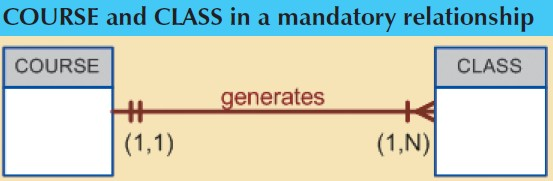 COURSE and CLASS in a mandatory relationship
COURSE
CLASS
generates
(1,1)
(1,N)